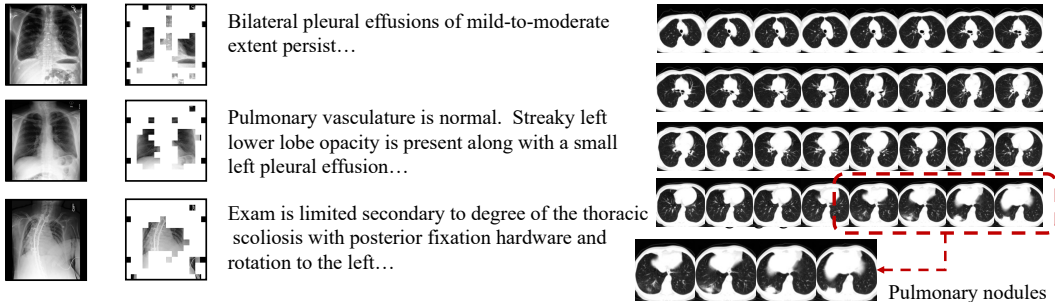 Bilateral pleural effusions of mild-to-moderate
extent persist…
Pulmonary vasculature is normal. Streaky left
lower lobe opacity is present along with a small
left pleural effusion…
Exam is limited secondary to degree of the thoracic
scoliosis with posterior fixation hardware and
rotation to the left…
Pulmonary nodules